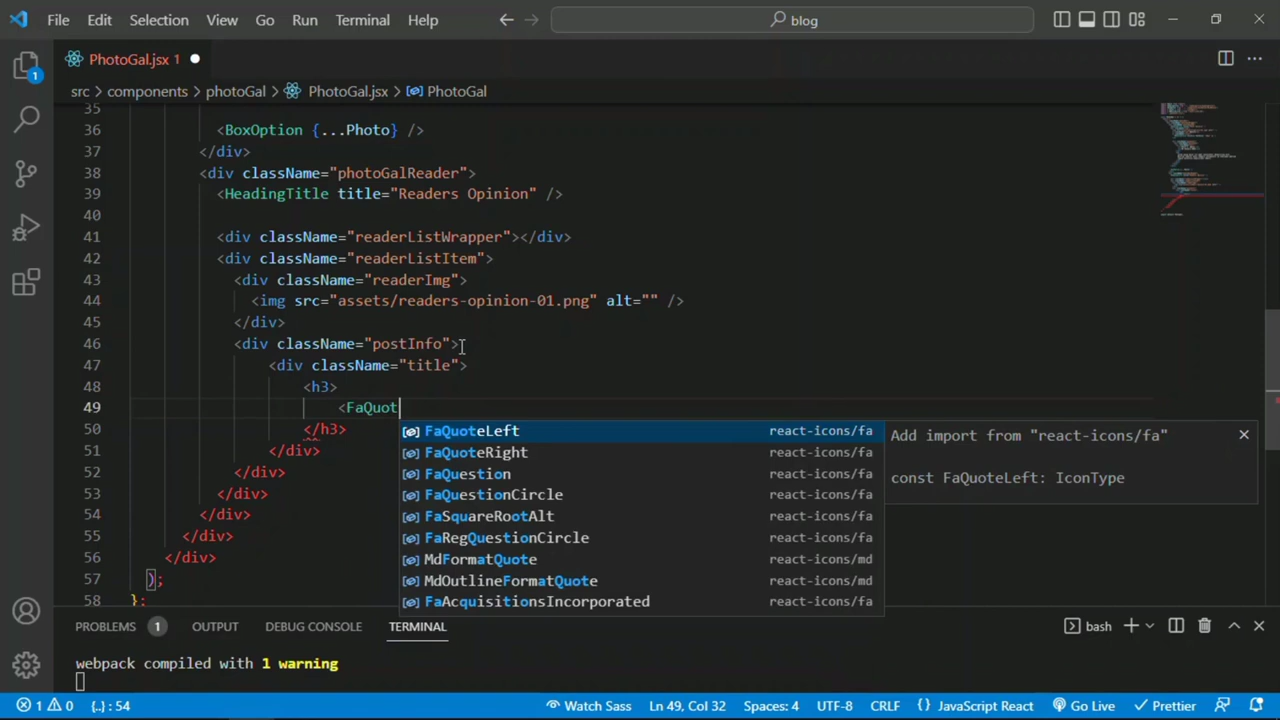 File Edit Selection View Go Run Terminal Help blog
PhotoGal.jsx 1
src > components > photoGal > PhotoGal.jsx > PhotoGal
1
35
36 <BoxOption {...Photo} />
37 </div>
38 <div className="photoGalReader">
39 <HeadingTitle title="Readers Opinion" />
40
41 <div className="readerListWrapper"></div>
42 <div className="readerListItem">
43 <div className="readerImg">
44 <img src="assets/readers-opinion-01.png" alt="" />
45 </div>
46 <div className="postInfo">
47 <div className="title">
48 <h3>
49 <FaQuot
50 </h3>
51 </div>
52 </div>
53 </div>
54 </div>
55 </div>
56 </div>
57 );
58 };
FaQuoteLeft react-icons/fa
FaQuoteRight react-icons/fa
FaQuestion react-icons/fa
FaQuestionCircle react-icons/fa
FaSquareRootAlt react-icons/fa
FaRegQuestionCircle react-icons/fa
MdFormatQuote react-icons/md
MdOutlineFormatQuote react-icons/md
FaAcquisitionsIncorporated react-icons/fa
Add import from "react-icons/fa"
const FaQuoteLeft: IconType
PROBLEMS 1 OUTPUT DEBUG CONSOLE TERMINAL bash
webpack compiled with 1 warning
1 0 {..} : 54 Watch Sass Ln 49, Col 32 Spaces: 4 UTF-8 CRLF {} JavaScript React Go Live Prettier